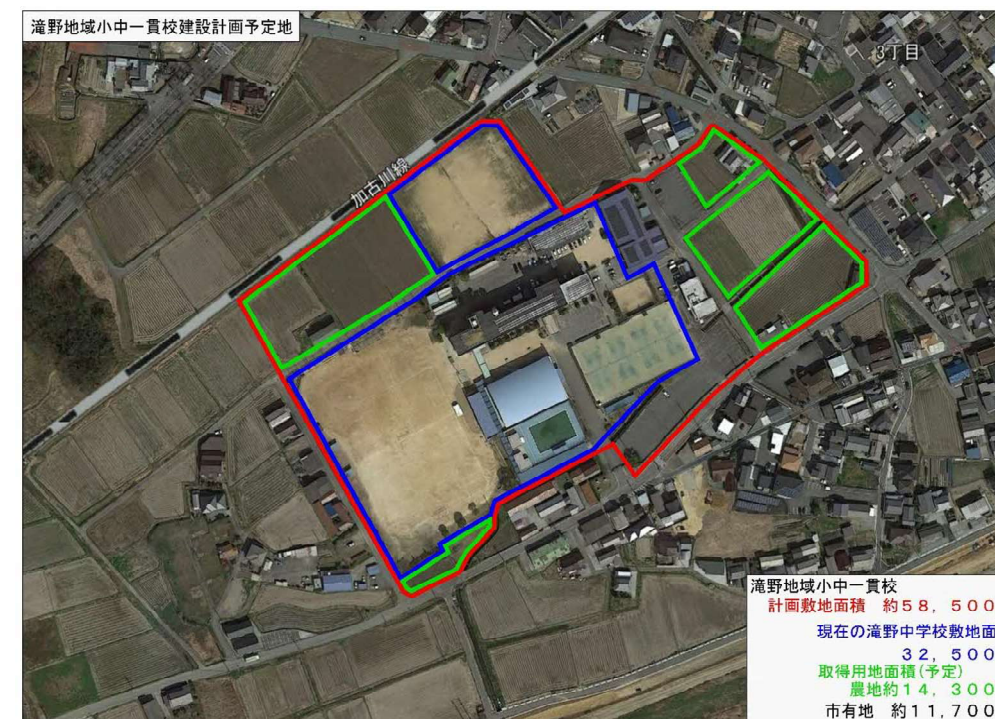 滝野地域小中一貫校建設計画予定地
3丁目
加古川線
滝野地域小中一貫校
計画敷地面積　約５８，５００
現在の滝野中学校敷地面
３２，５００
取得用地面積(予定)
農地約１４，３００
市有地　約１１,７００